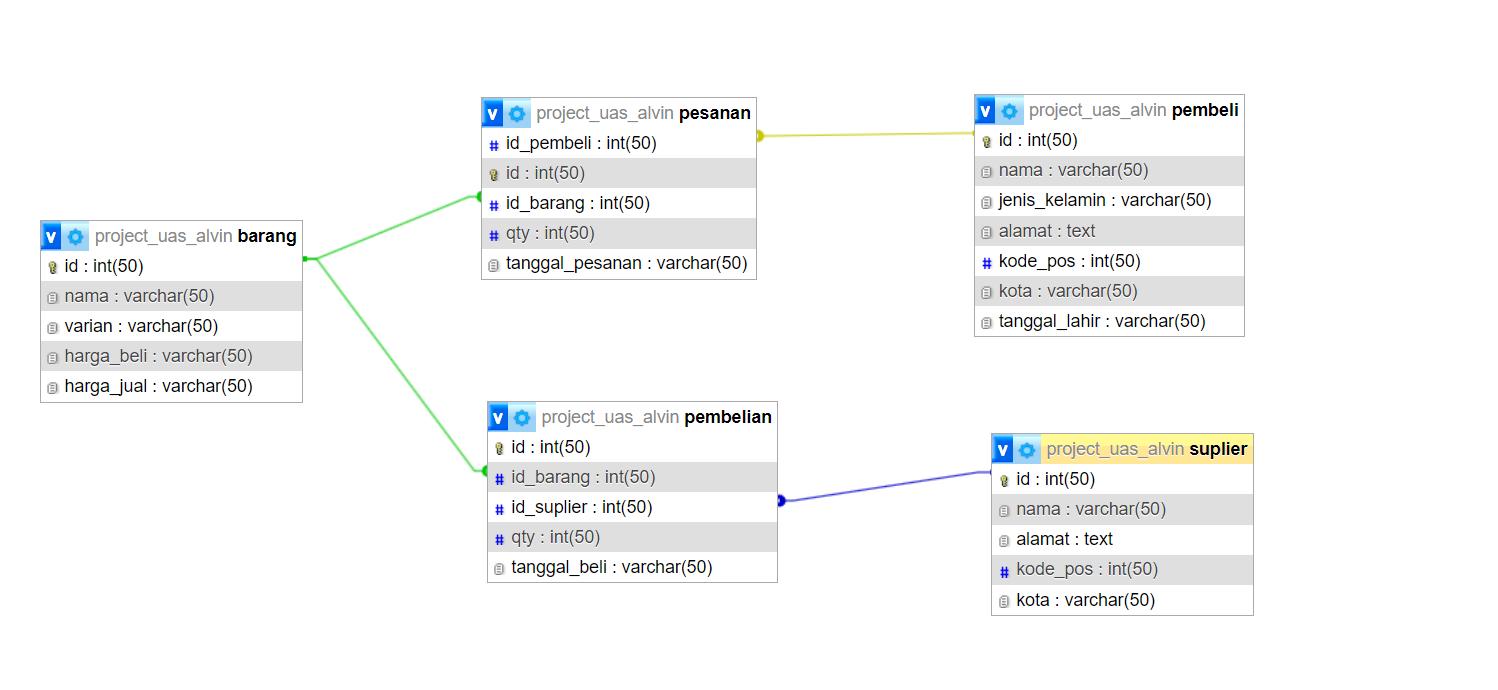 v project_uas_alvin barang
id : int(50)
nama : varchar(50)
varian : varchar(50)
harga_beli : varchar(50)
harga_jual : varchar(50)
v project_uas_alvin pesanan
# id_pembeli : int(50)
id : int(50)
# id_barang : int(50)
# qty : int(50)
tanggal_pesanan : varchar(50)
v project_uas_alvin pembelian
id : int(50)
# id_barang : int(50)
# id_suplier : int(50)
# qty : int(50)
tanggal_beli : varchar(50)
v project_uas_alvin pembeli
id : int(50)
nama : varchar(50)
jenis_kelamin : varchar(50)
alamat : text
# kode_pos : int(50)
kota : varchar(50)
tanggal_lahir : varchar(50)
v project_uas_alvin suplier
id : int(50)
nama : varchar(50)
alamat : text
# kode_pos : int(50)
kota : varchar(50)